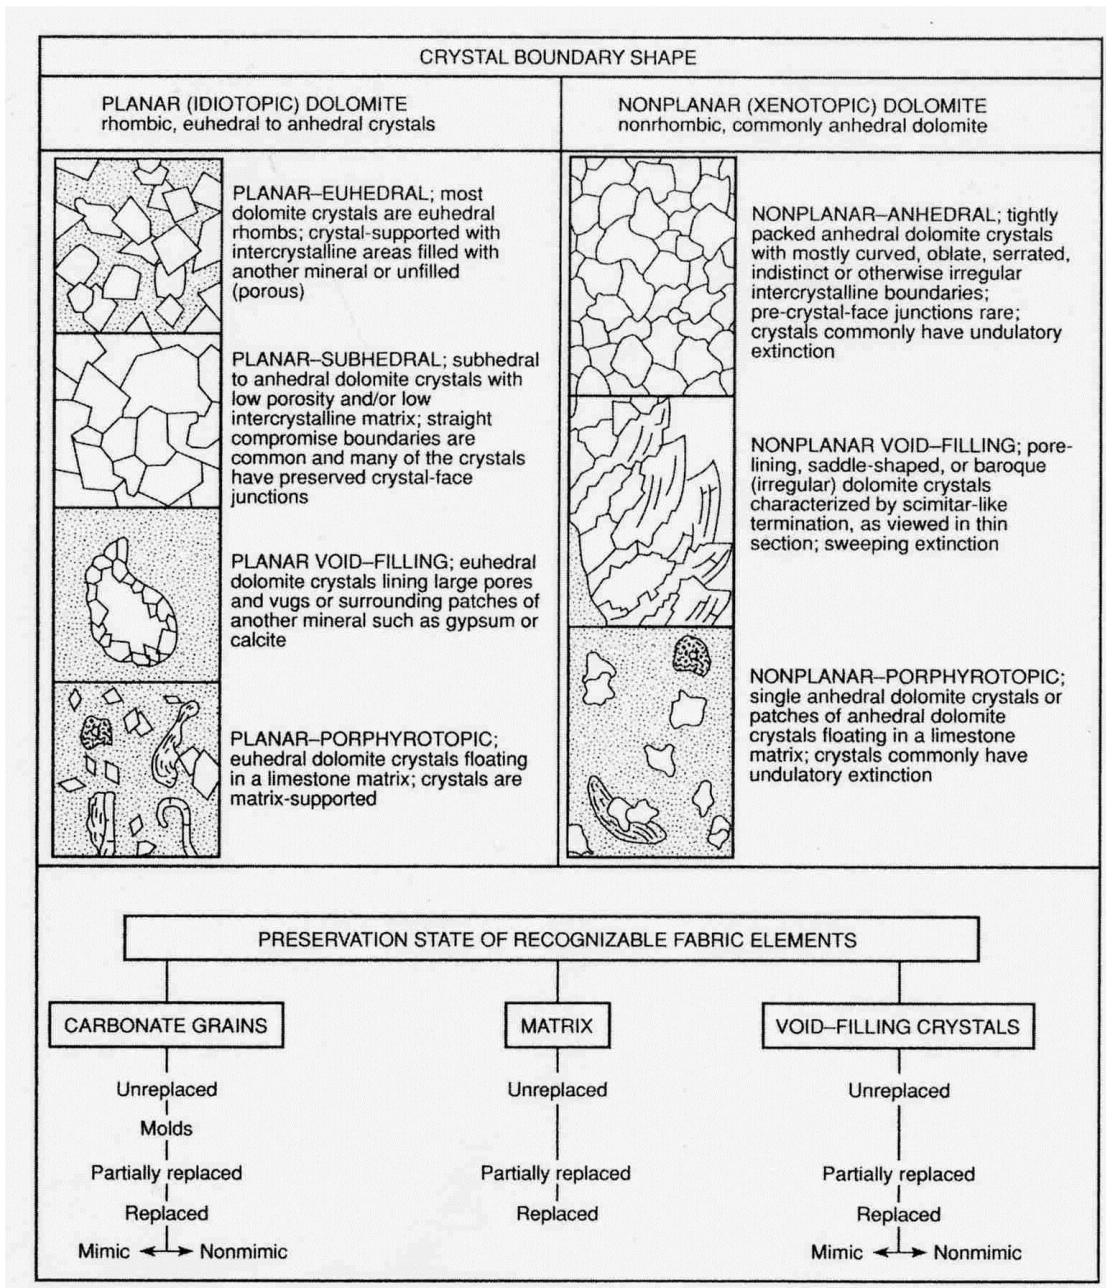 CRYSTAL BOUNDARY SHAPE
PLANAR (IDIOTOPIC) DOLOMITE
rhombic, euhedral to anhedral crystals
NONPLANAR (XENOTOPIC) DOLOMITE
nonrhombic, commonly anhedral dolomite
PLANAR–EUHEDRAL; most
dolomite crystals are euhedral
rhombs; crystal-supported with
intercrystalline areas filled with
another mineral or unfilled
(porous)
PLANAR–SUBHEDRAL; subhedral
to anhedral dolomite crystals with
low porosity and/or low
intercrystalline matrix; straight
compromise boundaries are
common and many of the crystals
have preserved crystal-face
junctions
PLANAR VOID–FILLING; euhedral
dolomite crystals lining large pores
and vugs or surrounding patches of
another mineral such as gypsum or
calcite
PLANAR–PORPHYROTOPIC;
euhedral dolomite crystals floating
in a limestone matrix; crystals are
matrix-supported
NONPLANAR–ANHEDRAL; tightly
packed anhedral dolomite crystals
with mostly curved, oblate, serrated,
indistinct or otherwise irregular
intercrystalline boundaries;
pre-crystal-face junctions rare;
crystals commonly have undulatory
extinction
NONPLANAR VOID–FILLING; pore-
lining, saddle-shaped, or baroque
(irregular) dolomite crystals
characterized by scimitar-like
termination, as viewed in thin
section; sweeping extinction
NONPLANAR–PORPHYROTOPIC;
single anhedral dolomite crystals or
patches of anhedral dolomite
crystals floating in a limestone
matrix; crystals commonly have
undulatory extinction
PRESERVATION STATE OF RECOGNIZABLE FABRIC ELEMENTS
CARBONATE GRAINS
Unreplaced
Molds
Partially replaced
Replaced
Mimic Nonmimic
MATRIX
Unreplaced
Partially replaced
Replaced
VOID–FILLING CRYSTALS
Unreplaced
Partially replaced
Replaced
Mimic Nonmimic